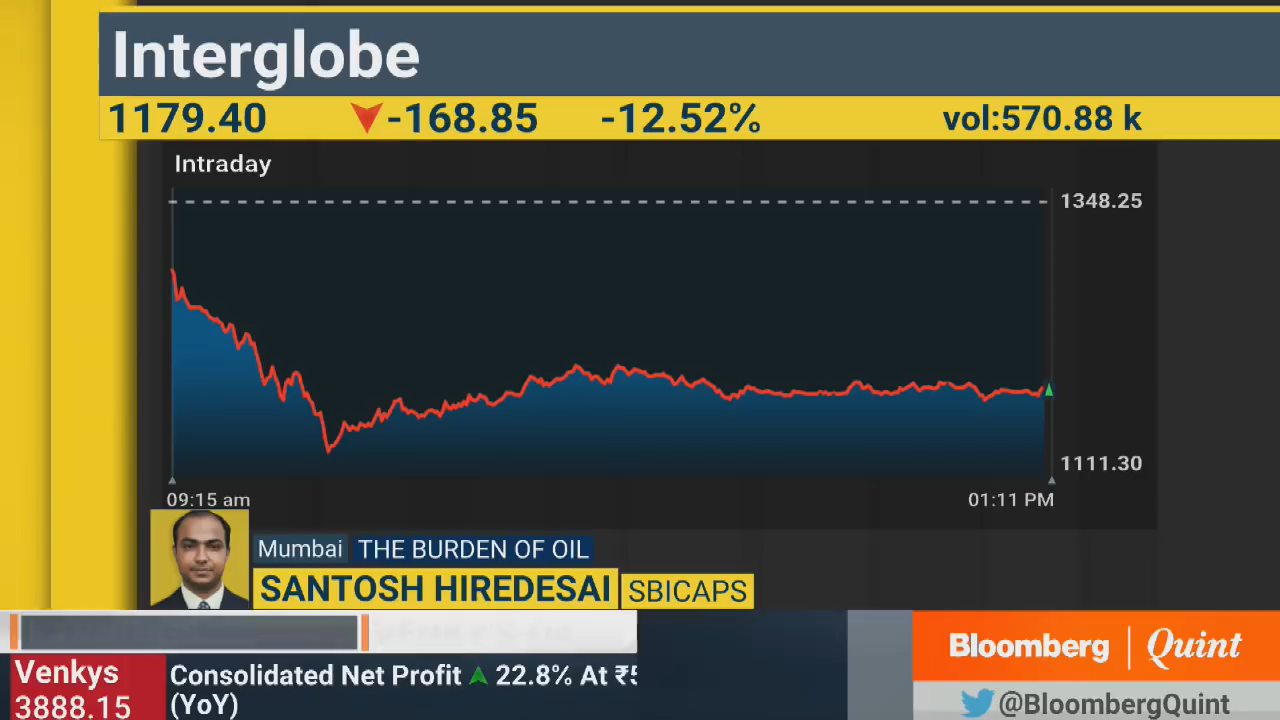 Interglobe
1179.40 -168.85 -12.52% vol:570.88 k
Intraday
1348.25
1111.30
09:15 am 01:11 PM
Mumbai THE BURDEN OF OIL
SANTOSH HIREDESAI SBICAPS
Venkys Consolidated Net Profit ▲ 22.8% At ₹5
3888.15 (YoY)
Bloomberg | Quint
@BloombergQuint